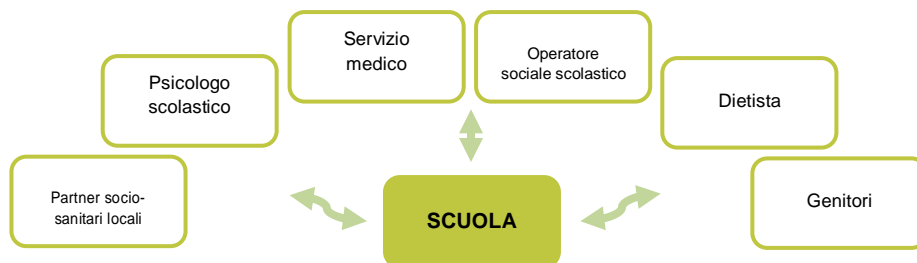 Servizio
medico
Operatore
sociale scolastico
Psicologo
scolastico
Dietista
Partner socio-
sanitari locali
SCUOLA
Genitori